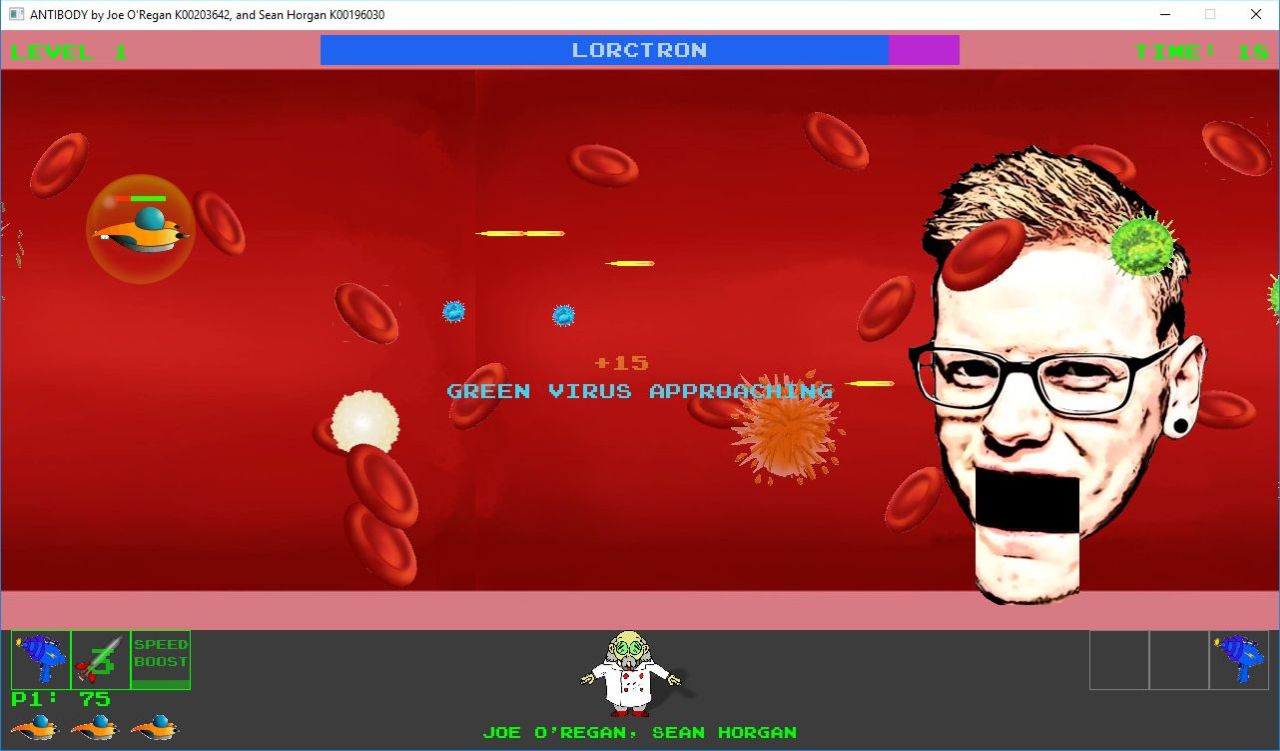 ANTIBODY by Joe O'Regan K00203642, and Sean Horgan K00196030
LEVEL 1
LORCTRON
TIME: 18
+15
GREEN VIRUS APPROACHING
3
SPEED
BOOST
P1: 75
JOE O'REGAN, SEAN HORGAN